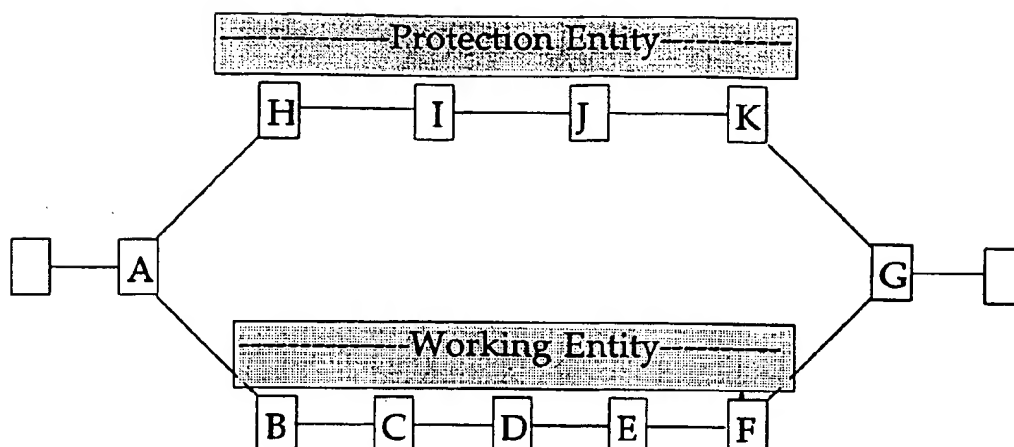 Protection Entity
H I J K
A G
Working Entity
B C D E F